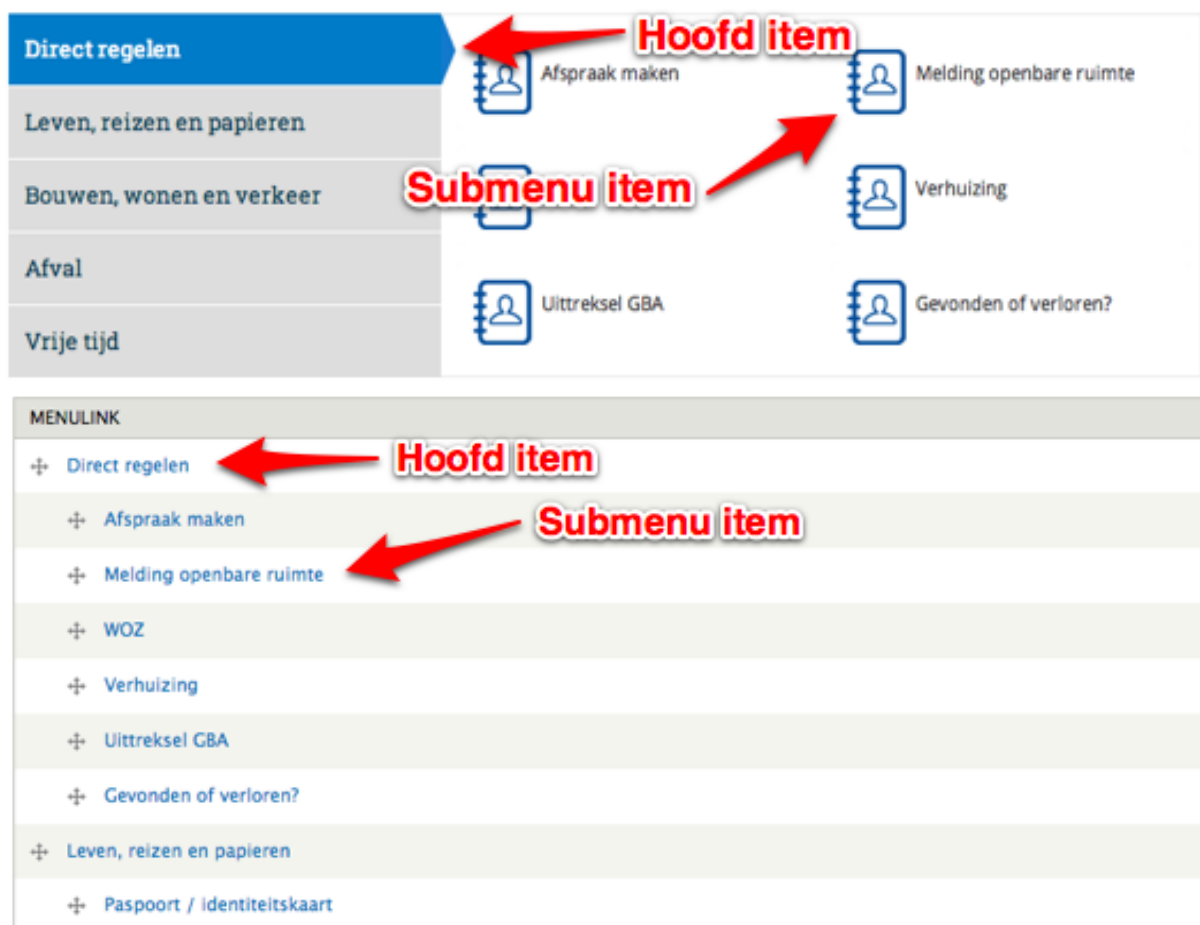 Direct regelen
Hoofd item
Afspraak maken
Melding openbare ruimte
Leven, reizen en papieren
Submenu item
Bouwen, wonen en verkeer
Verhuizing
Afval
Uittreksel GBA
Gevonden of verloren?
Vrije tijd
MENULINK
Direct regelen
Hoofd item
Afspraak maken
Submenu item
Melding openbare ruimte
WOZ
Verhuizing
Uittreksel GBA
Gevonden of verloren?
Leven, reizen en papieren
Paspoort / identiteitskaart